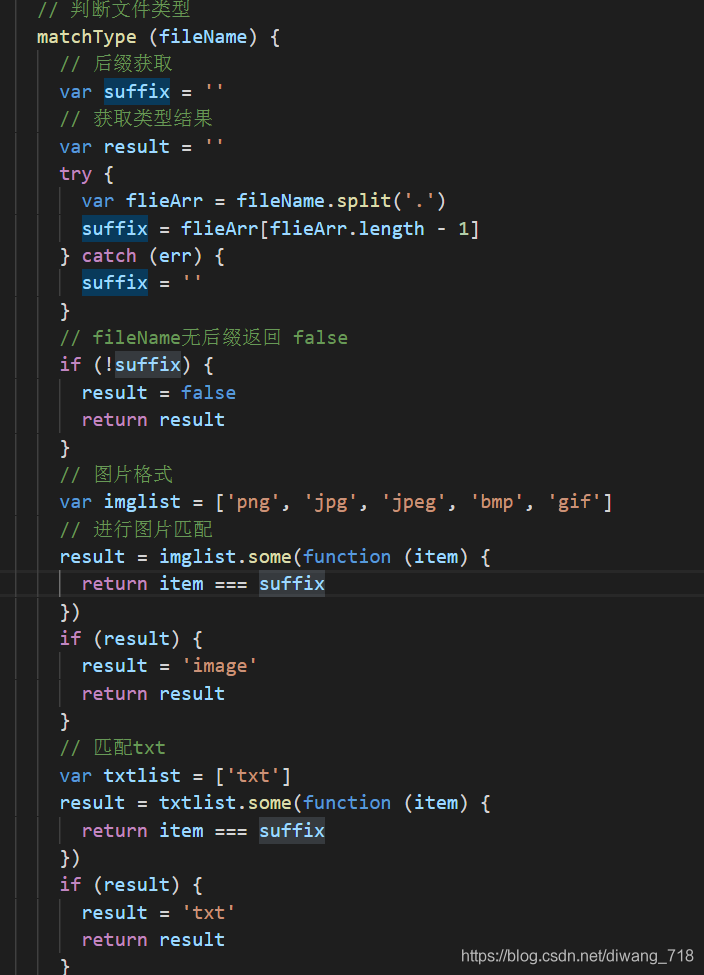 // 判断文件类型
matchType (fileName) {
// 后缀获取
var suffix = ''
// 获取类型结果
var result = ''
try {
var flieArr = fileName.split('.')
suffix = flieArr[flieArr.length - 1]
} catch (err) {
suffix = ''
}
// fileName无后缀返回 false
if (!suffix) {
result = false
return result
}
// 图片格式
var imglist = ['png', 'jpg', 'jpeg', 'bmp', 'gif']
// 进行图片匹配
result = imglist.some(function (item) {
return item === suffix
})
if (result) {
result = 'image'
return result
}
// 匹配txt
var txtlist = ['txt']
result = txtlist.some(function (item) {
return item === suffix
})
if (result) {
result = 'txt'
return result
}
https://blog.csdn.net/diwang_718